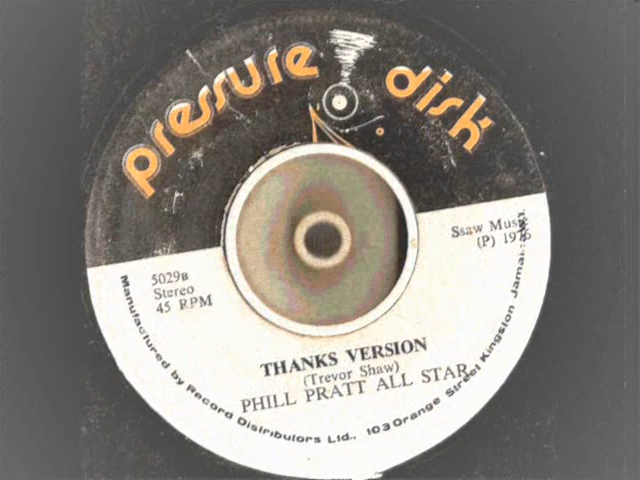 pressure disk
Ssaw Music
(P) 1976
5029B
Stereo
45 RPM
THANKS VERSION
(Trevor Shaw)
PHILL PRATT ALL STAR
Manufactured by Record Distributors Ltd., 103 Orange Street Kingston Jamaica